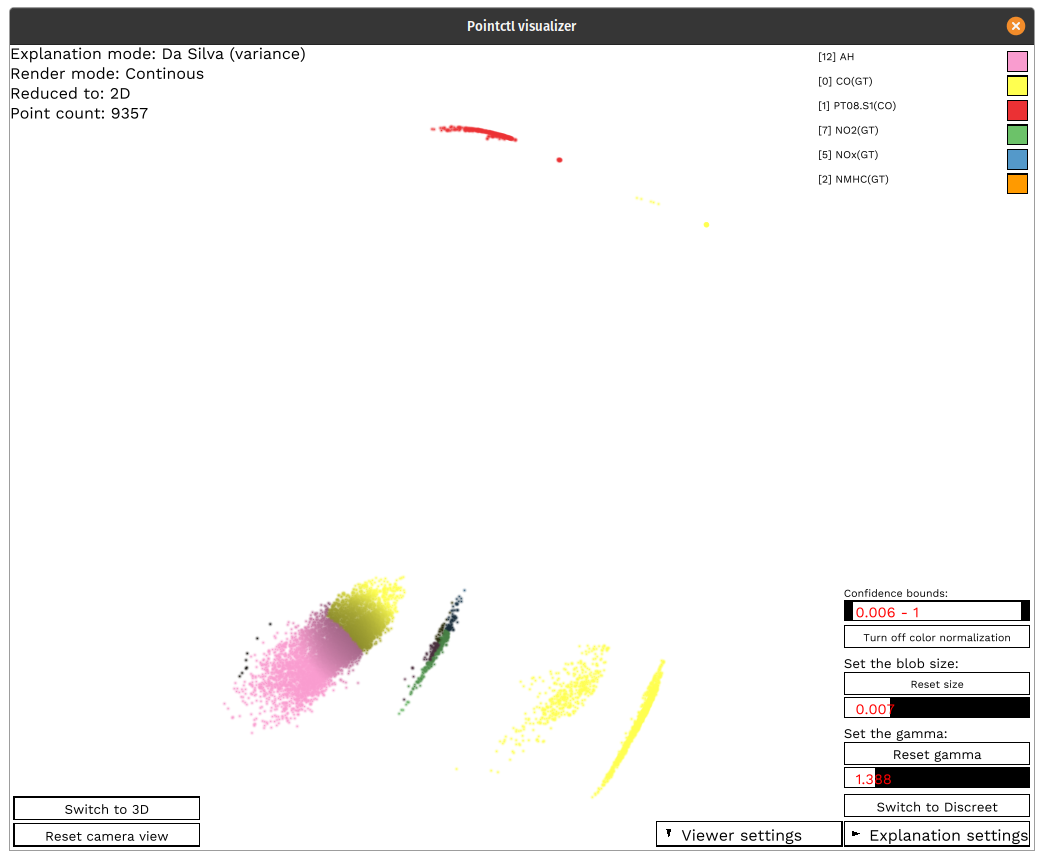 Pointctl visualizer
Explanation mode: Da Silva (variance)
Render mode: Continous
Reduced to: 2D
Point count: 9357
[12] AH
[0] CO(GT)
[1] PT08.S1(CO)
[7] NO2(GT)
[5] NOx(GT)
[2] NMHC(GT)
Confidence bounds:
0.006 - 1
Turn off color normalization
Set the blob size:
Reset size
0.007
Set the gamma:
Reset gamma
1.388
Switch to Discreet
Switch to 3D
Reset camera view
Viewer settings
Explanation settings